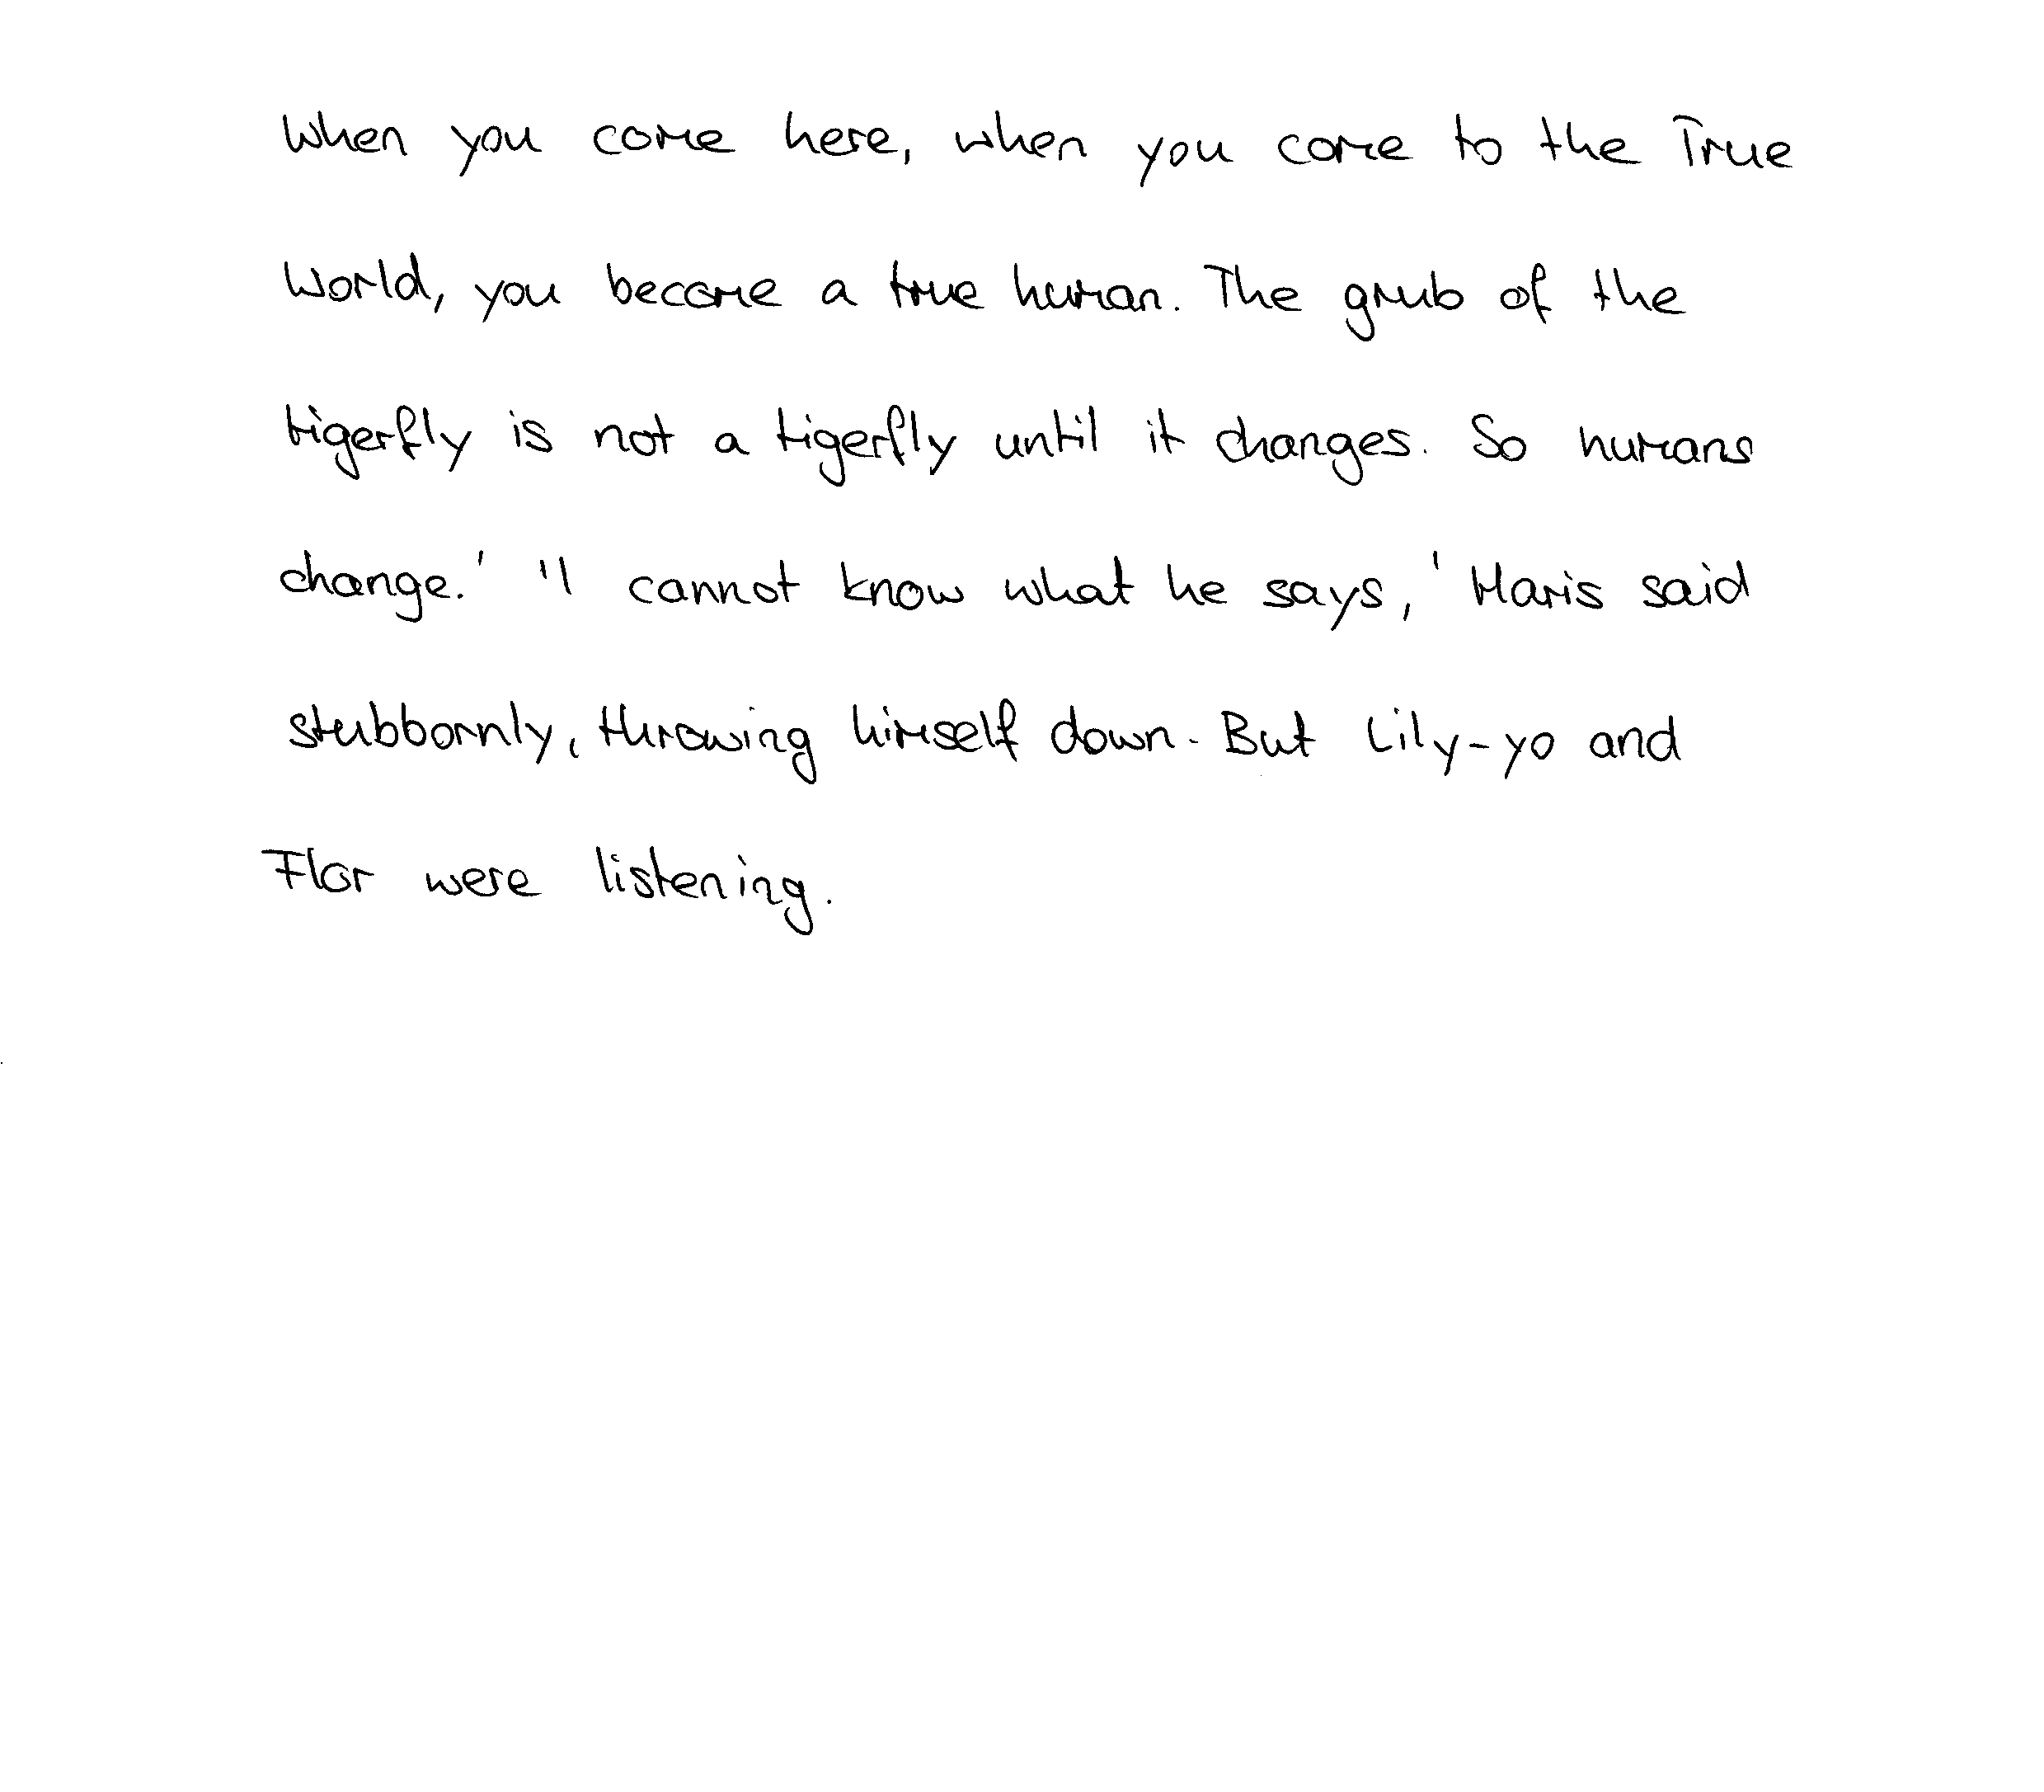 When you come here, when you come to the True
World, you become a true human. The grub of the
tigerfly is not a tigerfly until it changes. So humans
change.' 'I cannot know what he says,' Haris said
stubbornly, throwing himself down. But Lily-yo and
Flor were listening.